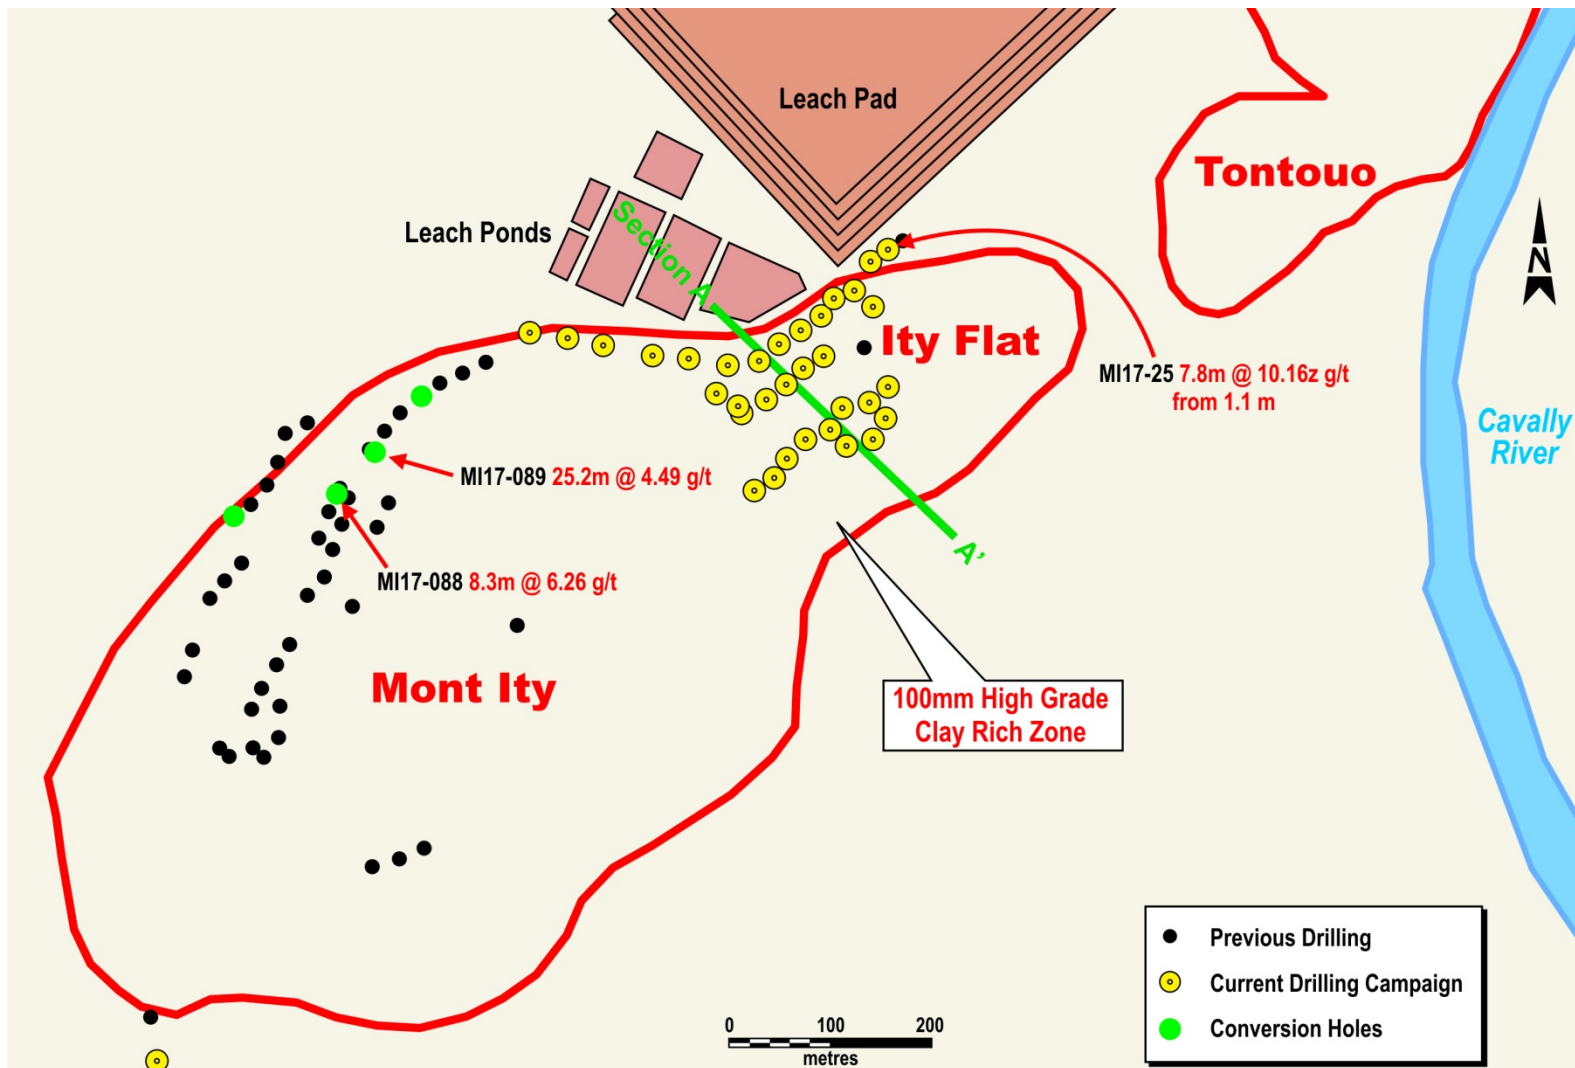 Leach Pad
Tontouo
Leach Ponds
Section A
N
Ity Flat
MI17-25 7.8m @ 10.16z g/t
from 1.1 m
Cavally
River
MI17-089 25.2m @ 4.49 g/t
A'
MI17-088 8.3m @ 6.26 g/t
Mont Ity
100mm High Grade
Clay Rich Zone
Previous Drilling
Current Drilling Campaign
Conversion Holes
0 100 200
metres